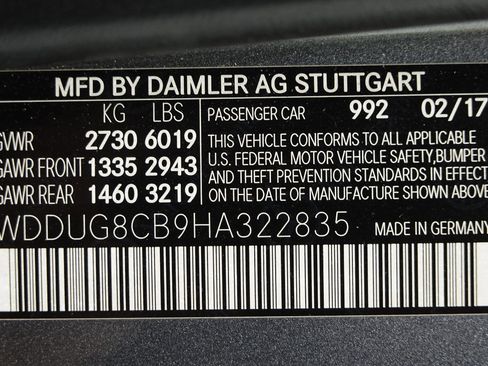 MFD BY DAIMLER AG STUTTGART
KG LBS
GVWR 2730 6019
GAWR FRONT 1335 2943
GAWR REAR 1460 3219
PASSENGER CAR 992 02/17
THIS VEHICLE CONFORMS TO ALL APPLICABLE
U.S. FEDERAL MOTOR VEHICLE SAFETY, BUMPER
AND THEFT PREVENTION STANDARDS IN EFFECT
ON THE DATE OF MANUFACTURE SHOWN ABOVE.
WDDUG8CB9HA322835
MADE IN GERMANY